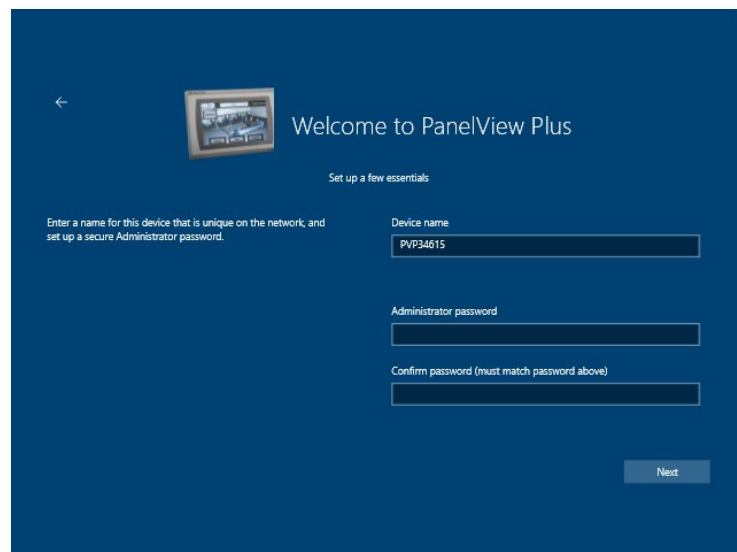 Welcome to PanelView Plus
Set up a few essentials
Enter a name for this device that is unique on the network, and
set up a secure Administrator password.
Device name
PVP34615
Administrator password
Confirm password (must match password above)
Next